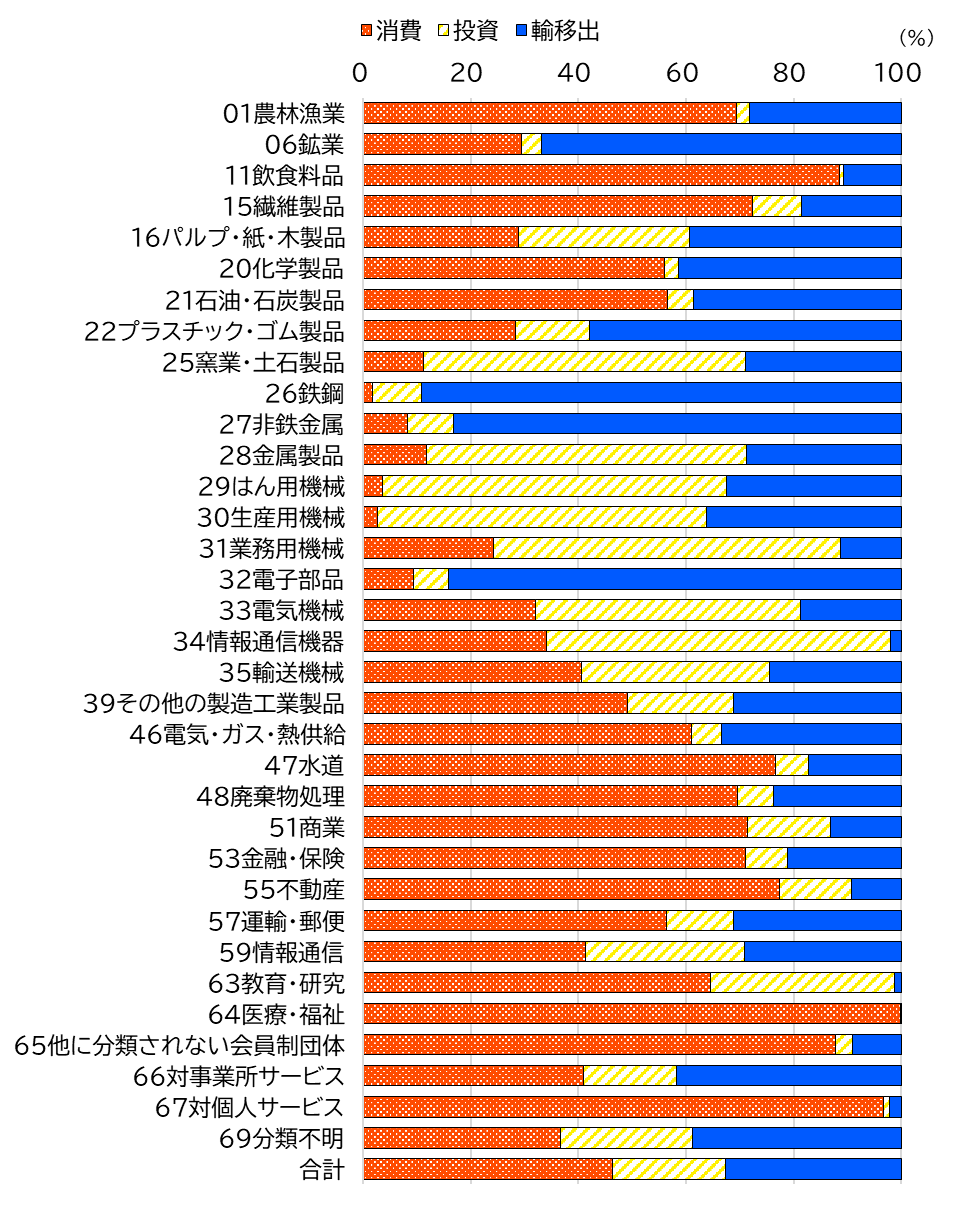 消費 投資 輸移出
（％）
0 20 40 60 80 100
01農林漁業
06鉱業
11飲食料品
15繊維製品
16パルプ・紙・木製品
20化学製品
21石油・石炭製品
22プラスチック・ゴム製品
25窯業・土石製品
26鉄鋼
27非鉄金属
28金属製品
29はん用機械
30生産用機械
31業務用機械
32電子部品
33電気機械
34情報通信機器
35輸送機械
39その他の製造工業製品
46電気・ガス・熱供給
47水道
48廃棄物処理
51商業
53金融・保険
55不動産
57運輸・郵便
59情報通信
63教育・研究
64医療・福祉
65他に分類されない会員制団体
66対事業所サービス
67対個人サービス
69分類不明
合計